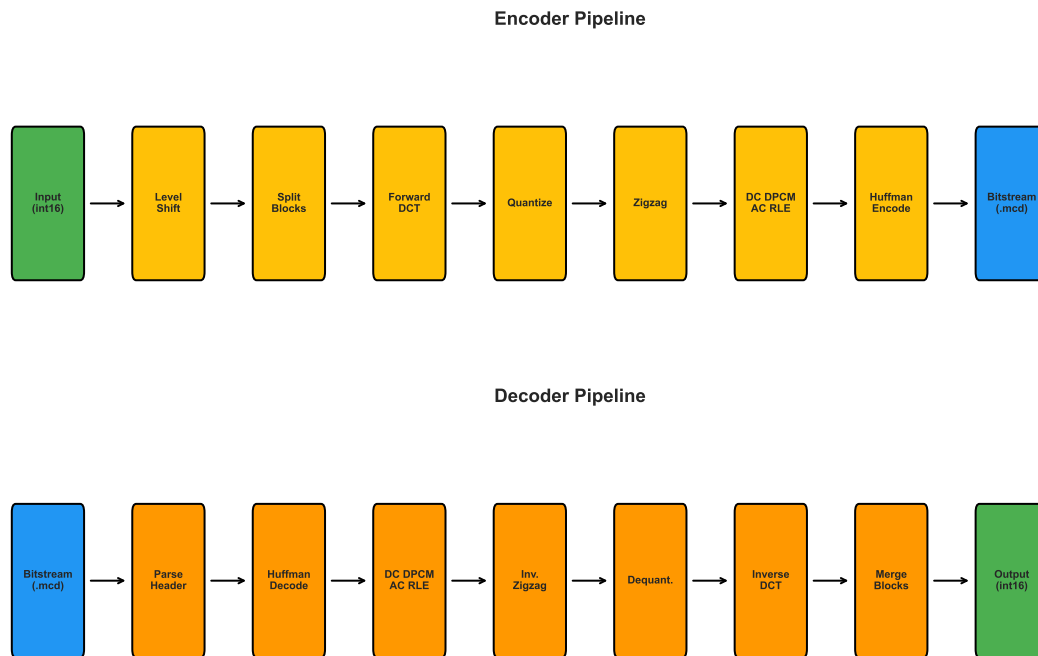 Encoder Pipeline
Input
(int16)
Level
Shift
Split
Blocks
Forward
DCT
Quantize
Zigzag
DC DPCM
AC RLE
Huffman
Encode
Bitstream
(.mcd)
Decoder Pipeline
Bitstream
(.mcd)
Parse
Header
Huffman
Decode
DC DPCM
AC RLE
Inv.
Zigzag
Dequant.
Inverse
DCT
Merge
Blocks
Output
(int16)